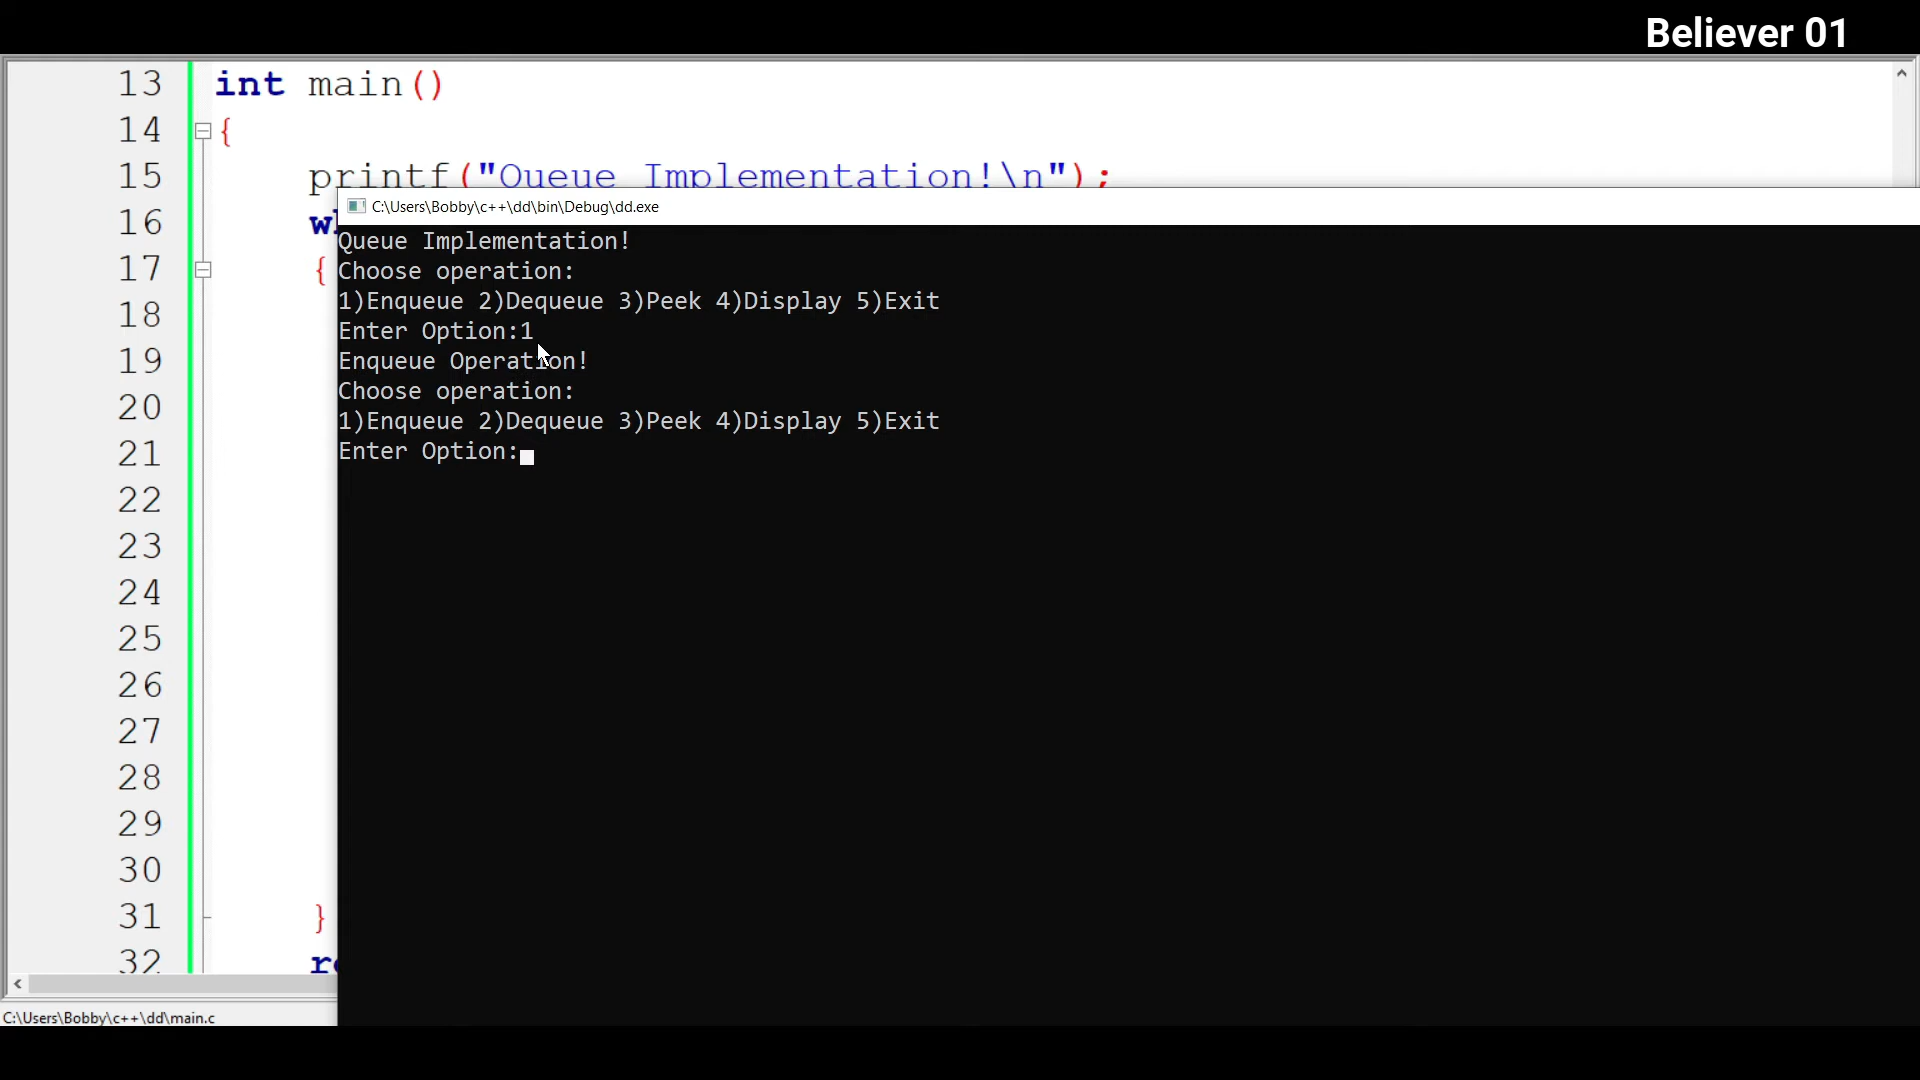 Believer 01
13 int main()
14 {
15 printf("Queue Implementation!\n");
16
17 {
18
19
20
21
22
23
24
25
26
27
28
29
30
31 }
32
C:\Users\Bobby\c++\dd\bin\Debug\dd.exe
Queue Implementation!
Choose operation:
1)Enqueue 2)Dequeue 3)Peek 4)Display 5)Exit
Enter Option:1
Enqueue Operation!
Choose operation:
1)Enqueue 2)Dequeue 3)Peek 4)Display 5)Exit
Enter Option:
C:\Users\Bobby\c++\dd\main.c